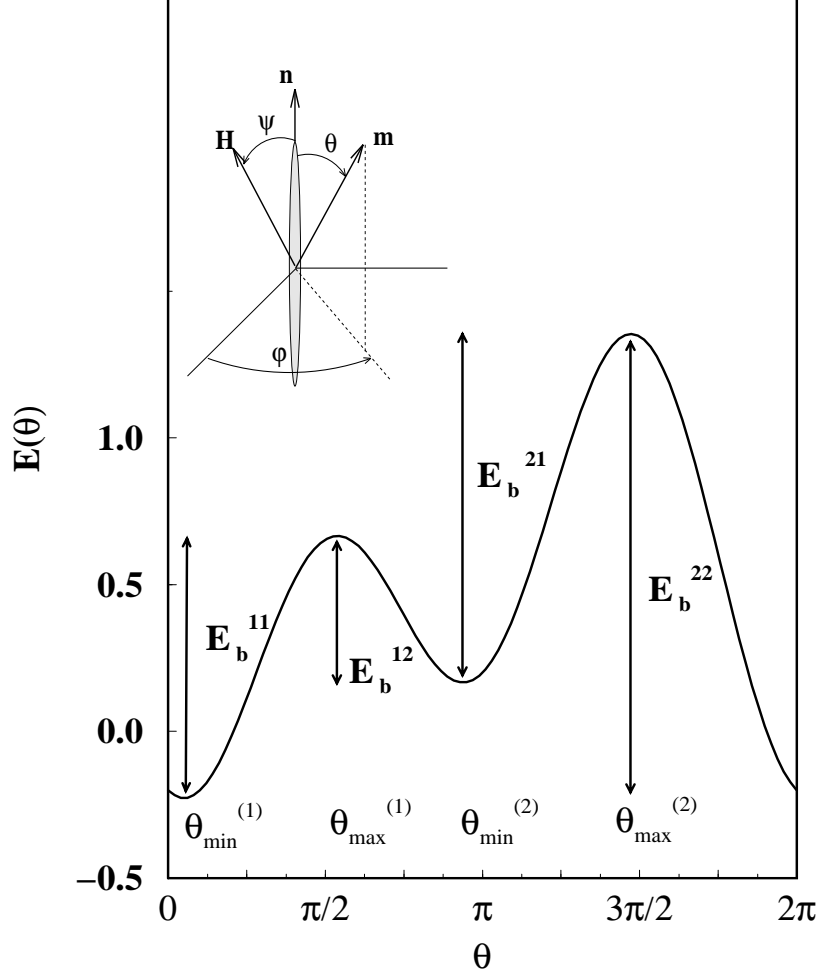 n
ψ
H
θ
m
φ
E(θ)
1.0
0.5
0.0
−0.5
E_b^21
E_b^22
E_b^11
E_b^12
θ_min^(1)
θ_max^(1)
θ_min^(2)
θ_max^(2)
0
π/2
π
3π/2
2π
θ